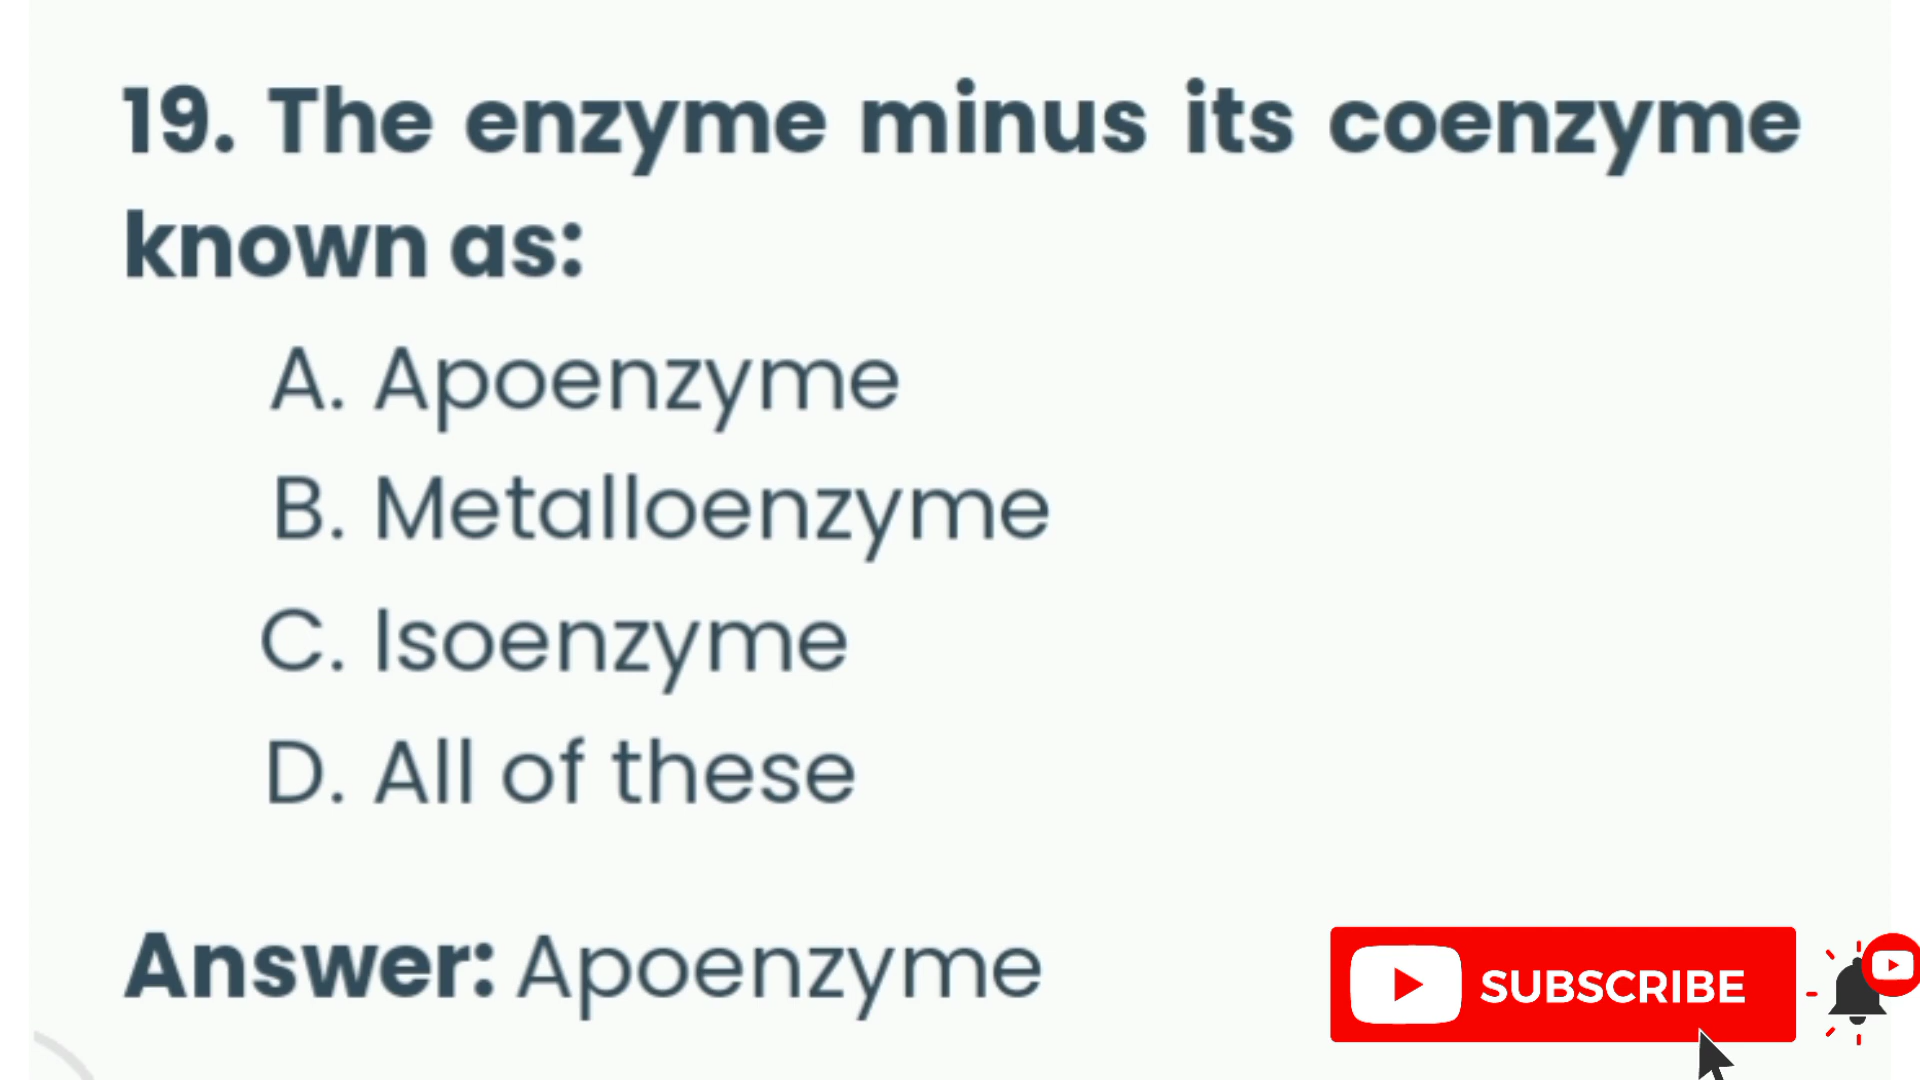 19. The enzyme minus its coenzyme
known as:
A. Apoenzyme
B. Metalloenzyme
C. Isoenzyme
D. All of these
Answer: Apoenzyme
SUBSCRIBE